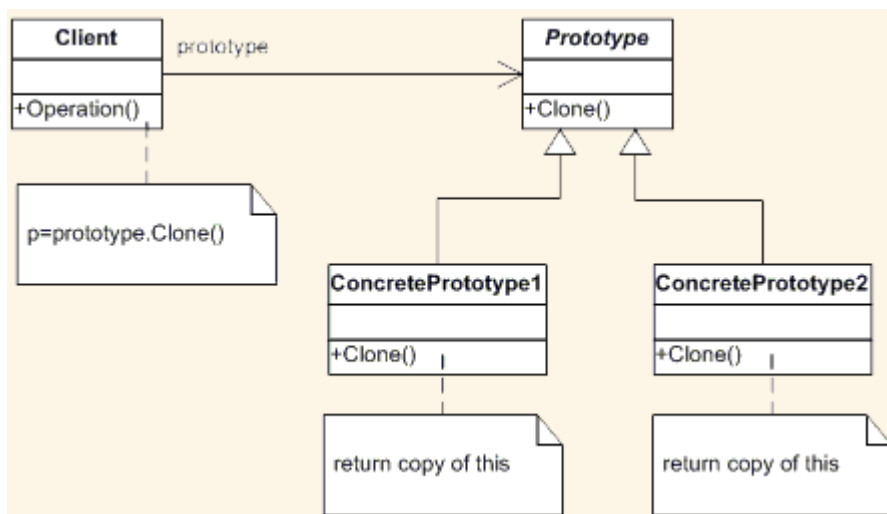 Client
prototype
Prototype
+Operation()
+Clone()
p=prototype.Clone()
ConcretePrototype1
ConcretePrototype2
+Clone()
+Clone()
return copy of this
return copy of this